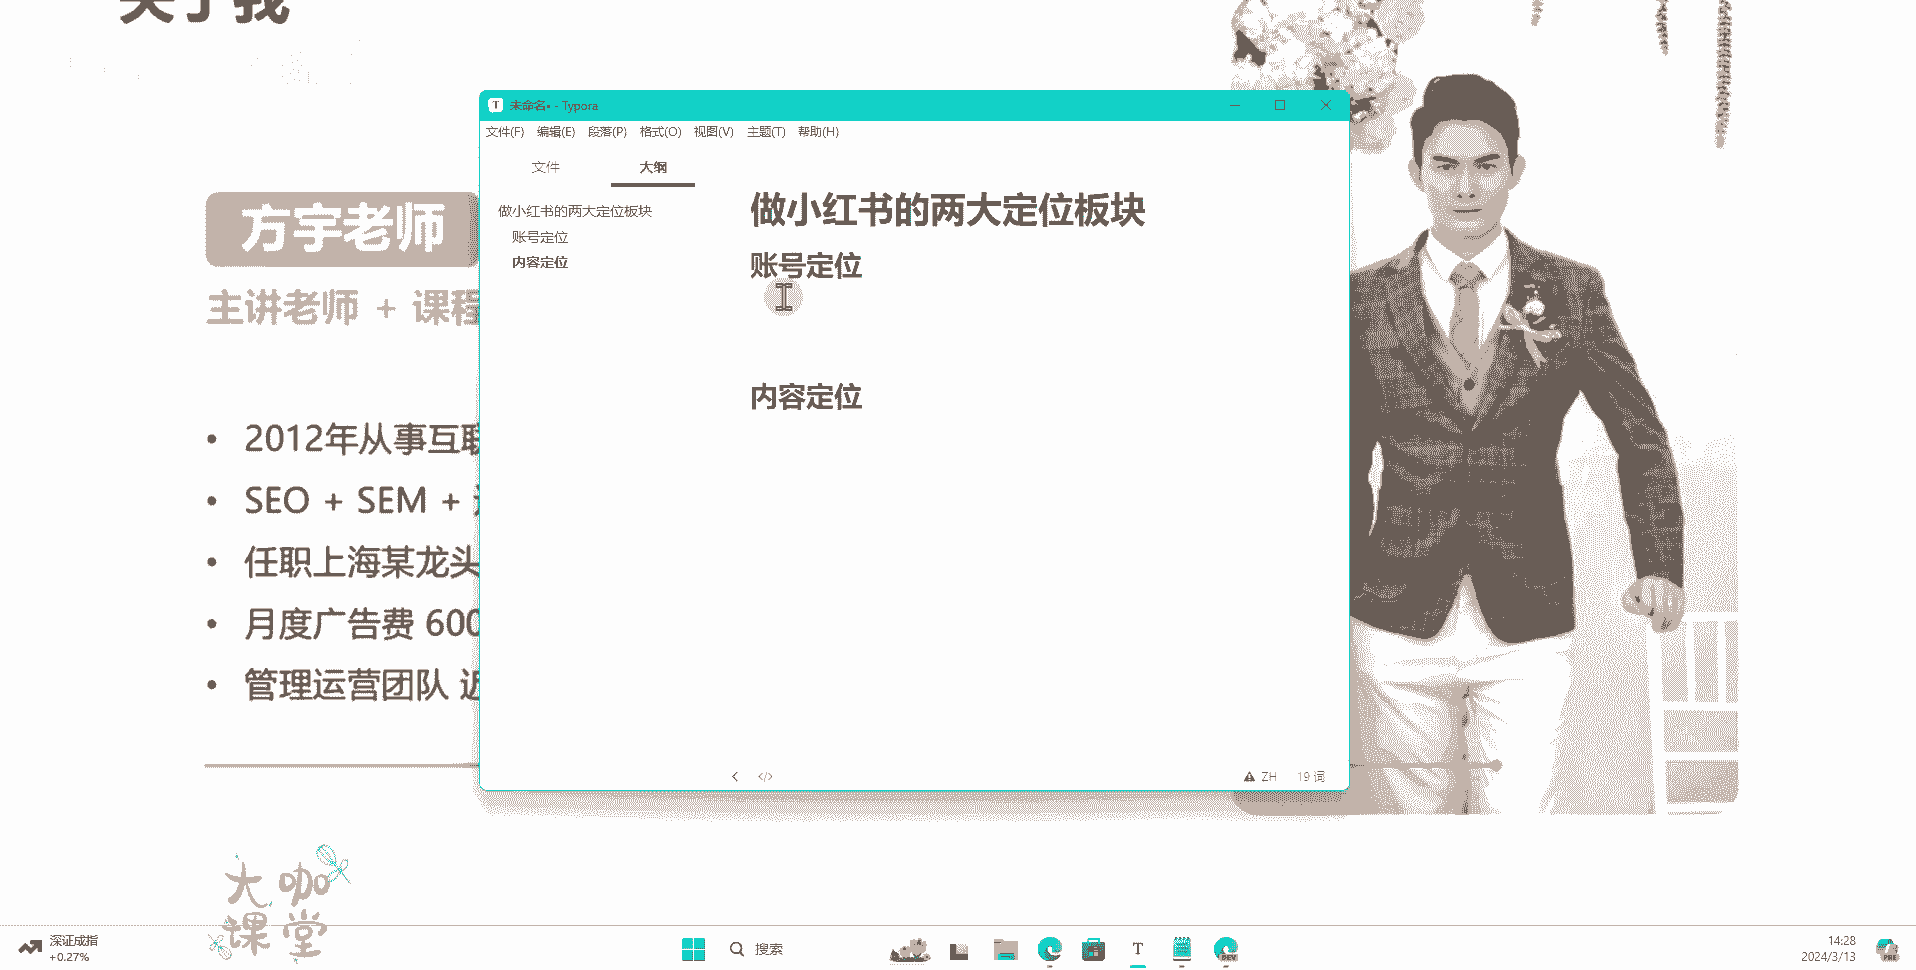 关于我
方宇老师
主讲老师 + 课程
2012年从事互联
SEO + SEM +
任职上海某龙头
月度广告费 600
管理运营团队 近
未命名• - Typora
文件(F) 编辑(E) 段落(P) 格式(O) 视图(V) 主题(T) 帮助(H)
文件 大纲
做小红书的两大定位板块
账号定位
内容定位
做小红书的两大定位板块
账号定位
内容定位
ZH 19 词
大咖
课堂
深证成指
+0.27%
搜索
T
DEV
14:28
2024/3/13
PRE